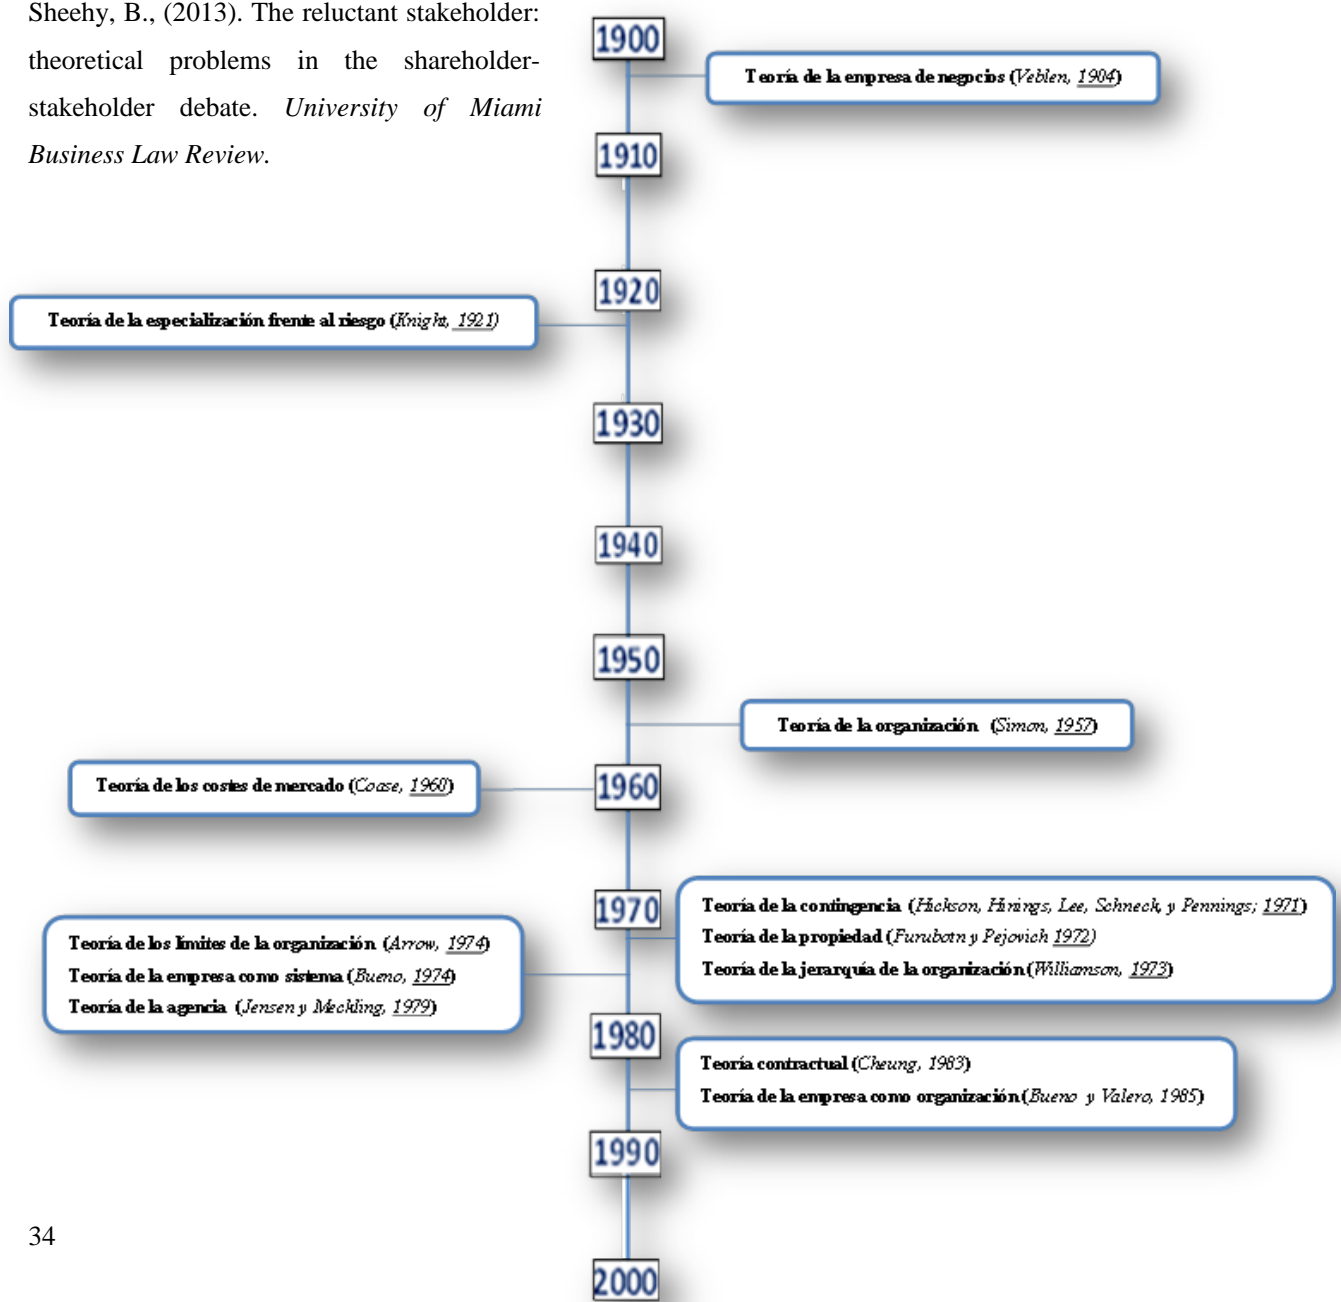 Sheehy, B., (2013). The reluctant stakeholder:
theoretical problems in the shareholder-
stakeholder debate. University of Miami
Business Law Review.
1900
Teoría de la empresa de negocios (Veblen, 1904)
1910
1920
Teoría de la especialización frente al riesgo (Knight, 1921)
1930
1940
1950
Teoría de la organización (Simon, 1957)
Teoría de los costes de mercado (Coase, 1960)
1960
1970
Teoría de la contingencia (Hickson, Hinings, Lee, Schneck, y Pennings; 1971)
Teoría de la propiedad (Furubotn y Pejovich 1972)
Teoría de la jerarquía de la organización (Williamson, 1973)
Teoría de los límites de la organización (Arrow, 1974)
Teoría de la empresa como sistema (Bueno, 1974)
Teoría de la agencia (Jensen y Meckling, 1979)
1980
Teoría contractual (Cheung, 1983)
Teoría de la empresa como organización (Bueno y Valero, 1985)
1990
34
2000